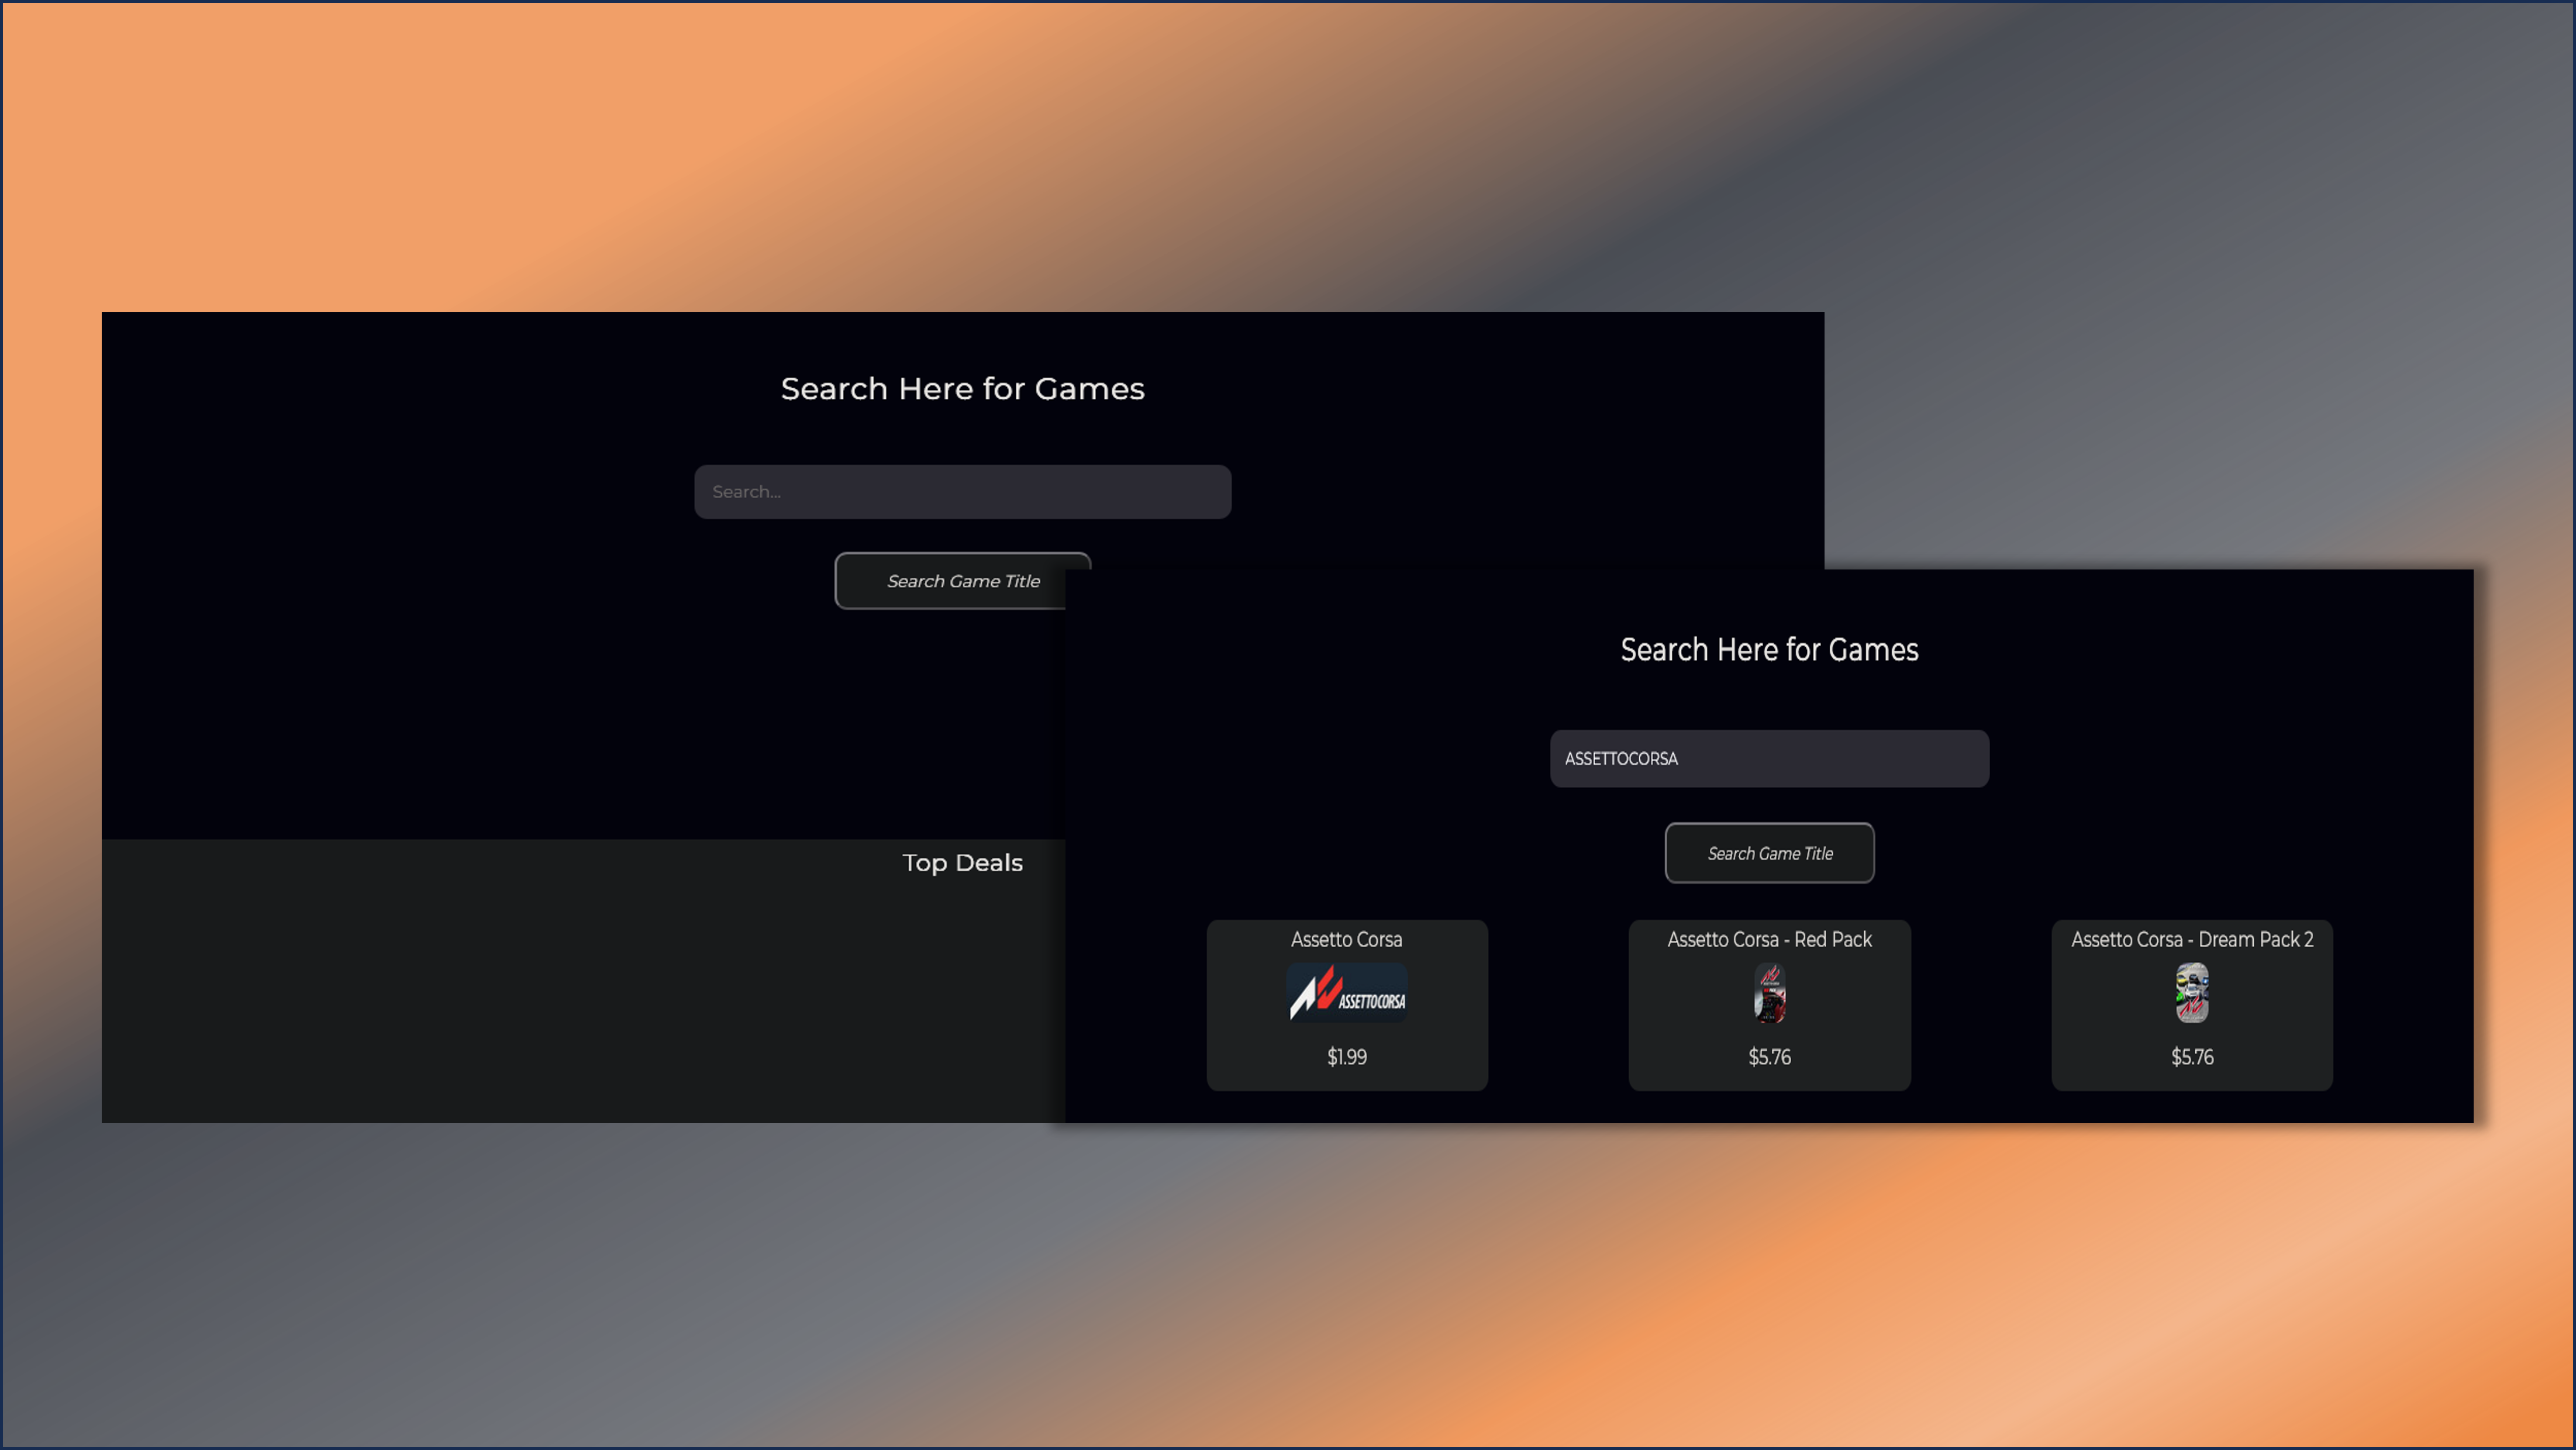 Search Here for Games
Search...
Search Game Title
Top Deals
Search Here for Games
ASSETTOCORSA
Search Game Title
Assetto Corsa
ASSETTOCORSA
$1.99
Assetto Corsa - Red Pack
$5.76
Assetto Corsa - Dream Pack 2
$5.76